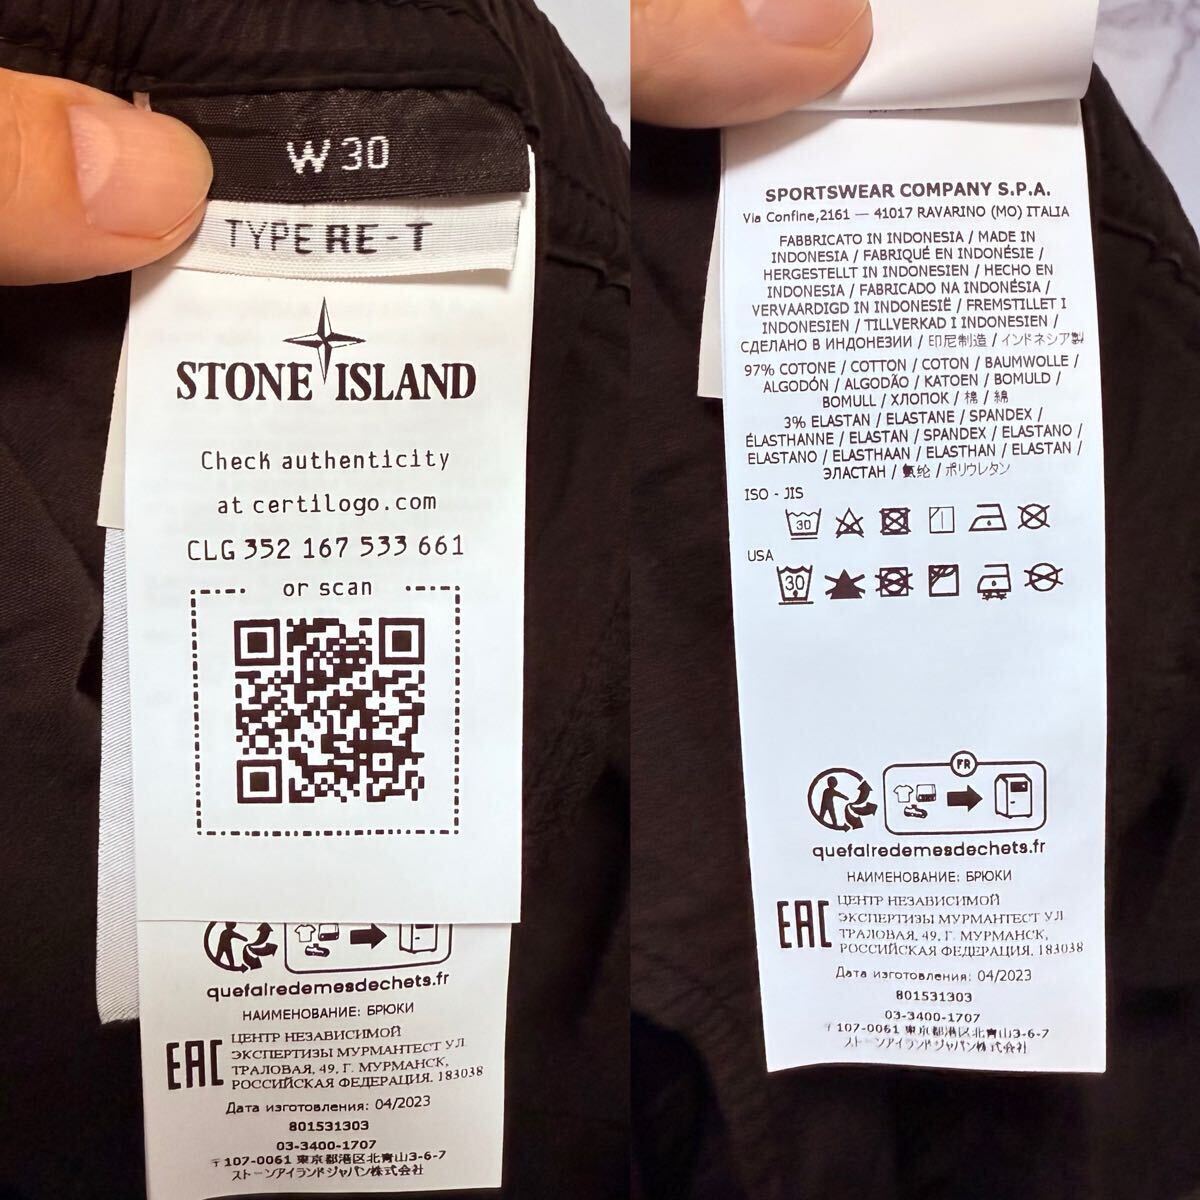 W 30
TYPE RE-T
STONE ISLAND
Check authenticity
at certilogo.com
CLG 352 167 533 661
or scan
quefairedemesdechets.fr
НАИМЕНОВАНИЕ: БРЮКИ
EAC
ЦЕНТР НЕЗАВИСИМОЙ
ЭКСПЕРТИЗЫ МУРМАНТЕСТ УЛ
ТРАЛОВАЯ, 49, Г. МУРМАНСК,
РОССИЙСКАЯ ФЕДЕРАЦИЯ. 183038
Дата изготовления: 04/2023
801531303
03-3400-1707
〒107-0061 東京都港区北青山3-6-7
ストーンアイランドジャパン株式会社
SPORTSWEAR COMPANY S.P.A.
Via Confine,2161 — 41017 RAVARINO (MO) ITALIA
FABBRICATO IN INDONESIA / MADE IN
INDONESIA / FABRIQUÉ EN INDONÉSIE /
HERGESTELLT IN INDONESIEN / HECHO EN
INDONESIA / FABRICADO NA INDONÉSIA /
VERVAARDIGD IN INDONESIË / FREMSTILLET I
INDONESIEN / TILLVERKAD I INDONESIEN /
СДЕЛАНО В ИНДОНЕЗИИ / 印尼制造 / インドネシア製
97% COTONE / COTTON / COTON / BAUMWOLLE /
ALGODÓN / ALGODÃO / KATOEN / BOMULD /
BOMULL / ХЛОПОК / 棉 / 綿
3% ELASTAN / ELASTANE / SPANDEX /
ÉLASTHANNE / ELASTAN / SPANDEX / ELASTANO /
ELASTANO / ELASTHAAN / ELASTHAN / ELASTAN /
ЭЛАСТАН / 氨纶 / ポリウレタン
ISO - JIS
30
USA
30
FR
quefairedemesdechets.fr
НАИМЕНОВАНИЕ: БРЮКИ
EAC
ЦЕНТР НЕЗАВИСИМОЙ
ЭКСПЕРТИЗЫ МУРМАНТЕСТ УЛ
ТРАЛОВАЯ, 49, Г. МУРМАНСК,
РОССИЙСКАЯ ФЕДЕРАЦИЯ. 183038
Дата изготовления: 04/2023
801531303
03-3400-1707
〒107-0061 東京都港区北青山3-6-7
ストーンアイランドジャパン株式会社